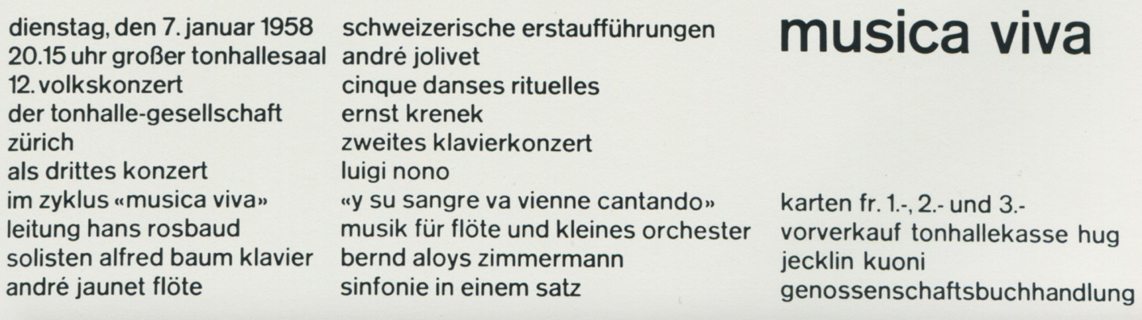 dienstag, den 7. januar 1958
20.15 uhr großer tonhallesaal
12. volkskonzert
der tonhalle-gesellschaft
zürich
als drittes konzert
im zyklus «musica viva»
leitung hans rosbaud
solisten alfred baum klavier
andré jaunet flöte
schweizerische erstaufführungen
andré jolivet
cinque danses rituelles
ernst krenek
zweites klavierkonzert
luigi nono
«y su sangre va vienne cantando»
musik für flöte und kleines orchester
bernd aloys zimmermann
sinfonie in einem satz
musica viva
karten fr. 1.-, 2.- und 3.-
vorverkauf tonhallekasse hug
jecklin kuoni
genossenschaftsbuchhandlung